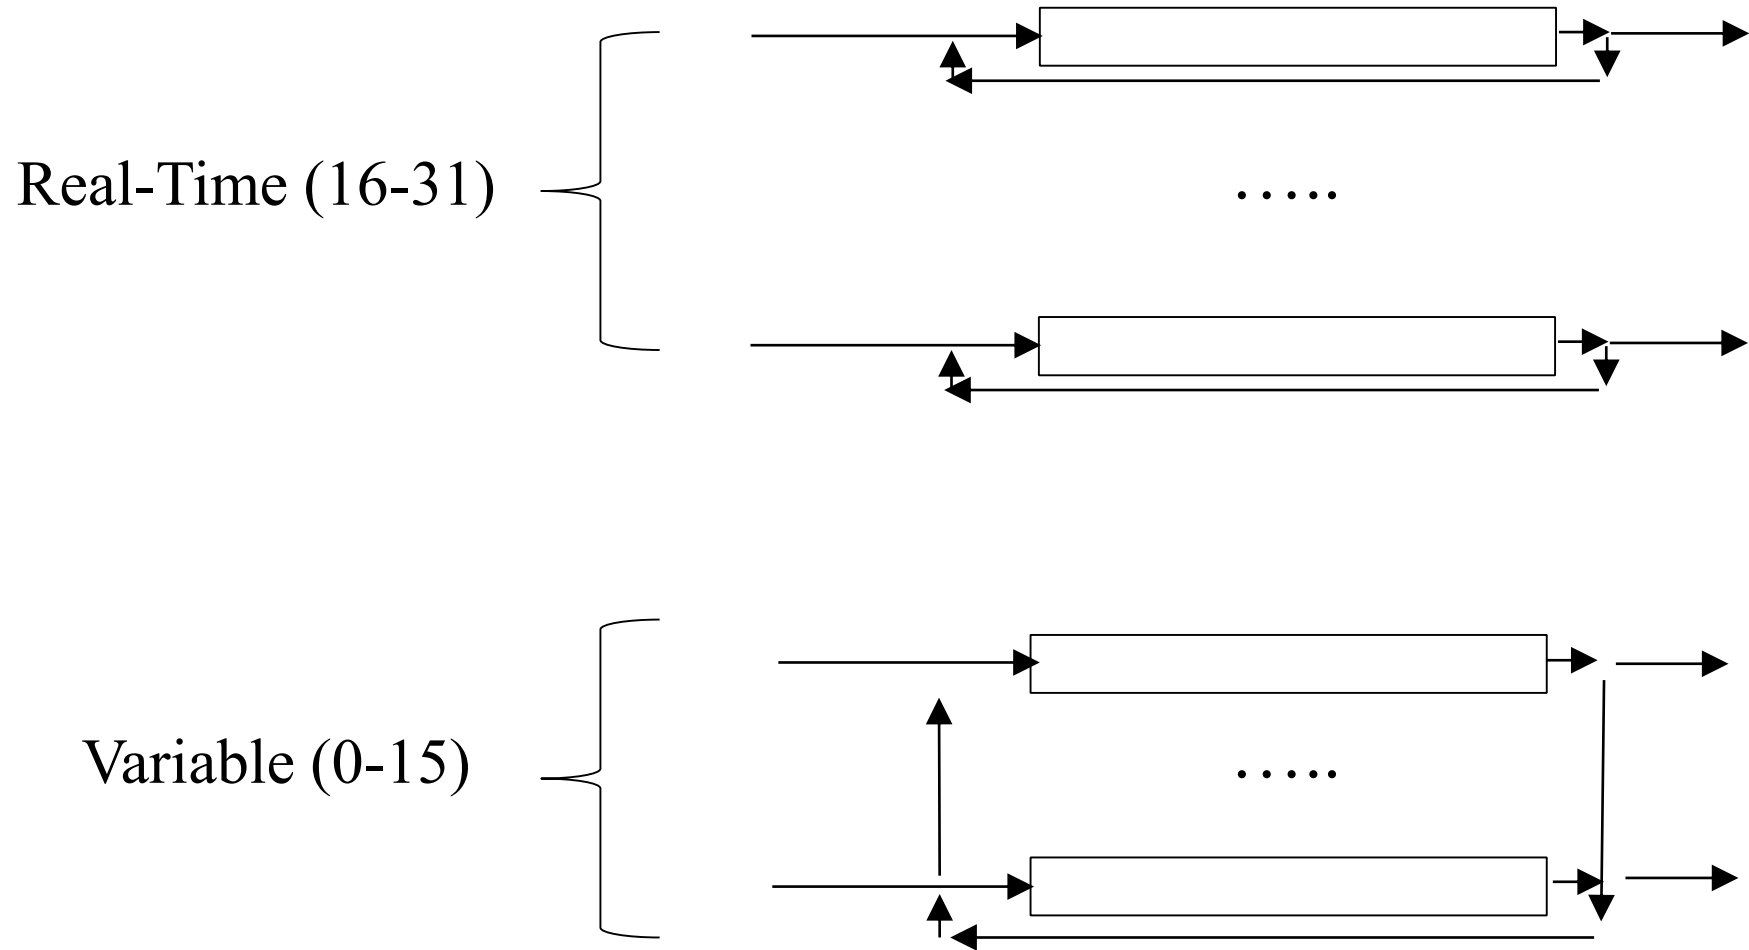 Real-Time (16-31)
.....
Variable (0-15)
.....